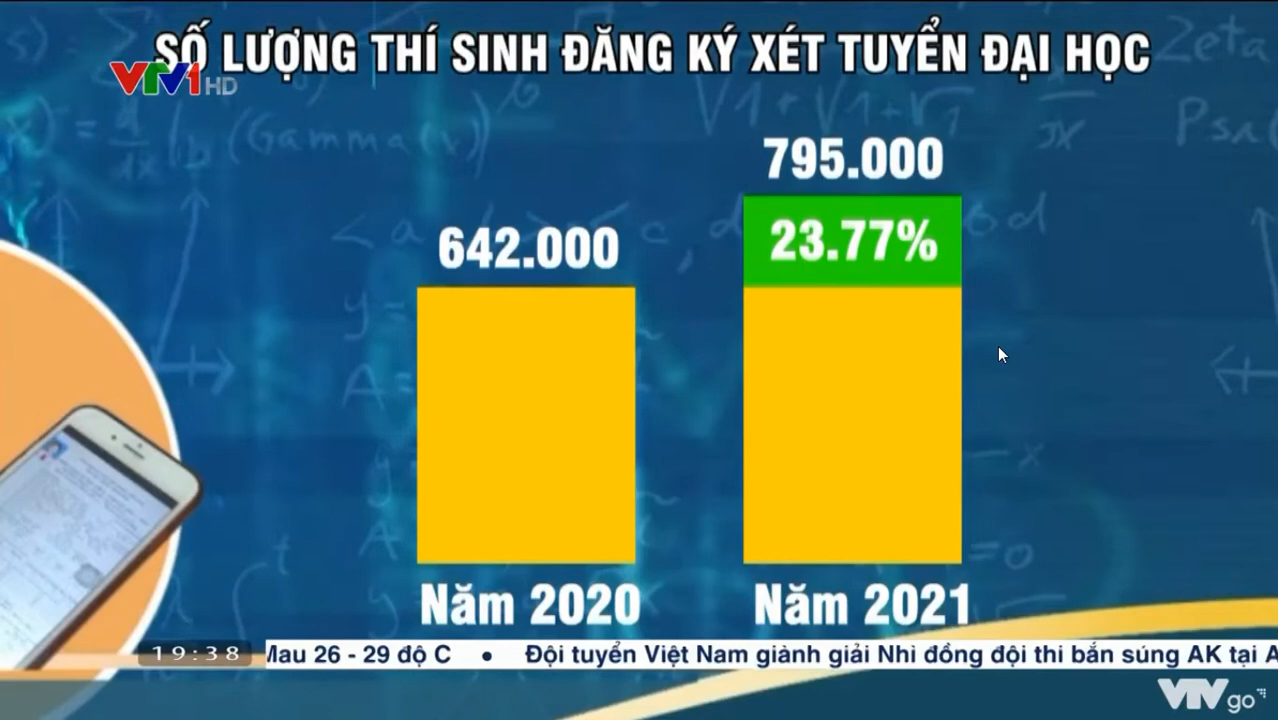 SỐ LƯỢNG THÍ SINH ĐĂNG KÝ XÉT TUYỂN ĐẠI HỌC
VTV1 HD
795.000
642.000
23.77%
Năm 2020
Năm 2021
19:38
Mau 26 - 29 độ C • Đội tuyển Việt Nam giành giải Nhì đồng đội thi bắn súng AK tại
VTVgo